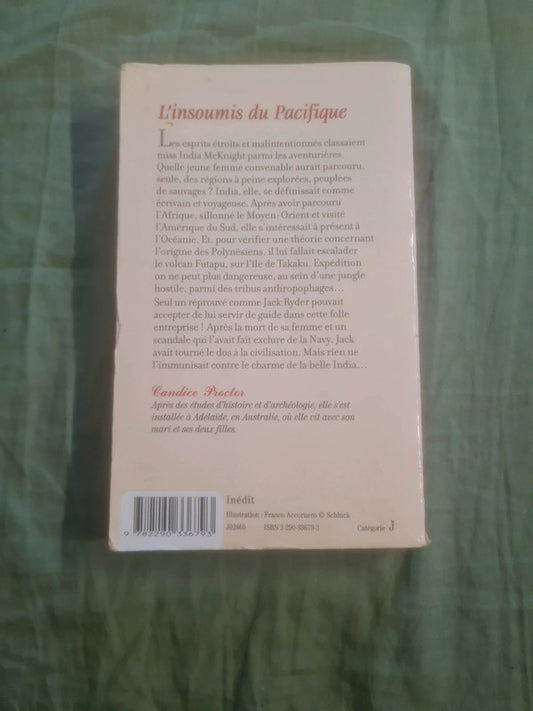 L'insoumis du Pacifique
Les esprits étroits et malintentionnés classaient
miss India McKnight parmi les aventurières.
Quelle jeune femme convenable aurait parcouru,
seule, des régions à peine explorées, peuplées
de sauvages ? India, elle, se définissait comme
écrivain et voyageuse. Après avoir parcouru
l'Afrique, sillonné le Moyen-Orient et visité
l'Amérique du Sud, elle s'intéressait à présent à
l'Océanie. Et, pour vérifier une théorie concernant
l'origine des Polynésiens, il lui fallait escalader
le volcan Futapu, sur l'île de Takaku. Expédition
on ne peut plus dangereuse, au sein d'une jungle
hostile, parmi des tribus anthropophages…
Seul un réprouvé comme Jack Ryder pouvait
accepter de lui servir de guide dans cette folle
entreprise ! Après la mort de sa femme et un
scandale qui l'avait fait exclure de la Navy, Jack
avait tourné le dos à la civilisation. Mais rien ne
l'immunisait contre le charme de la belle India…
Candice Proctor
Après des études d'histoire et d'archéologie, elle s'est
installée à Adélaïde, en Australie, où elle vit avec son
mari et ses deux filles.
Inédit
Illustration : Franco Accornero © Schlück
J02660 ISBN 2-290-33679-3 Catégorie J
9 782290 336793